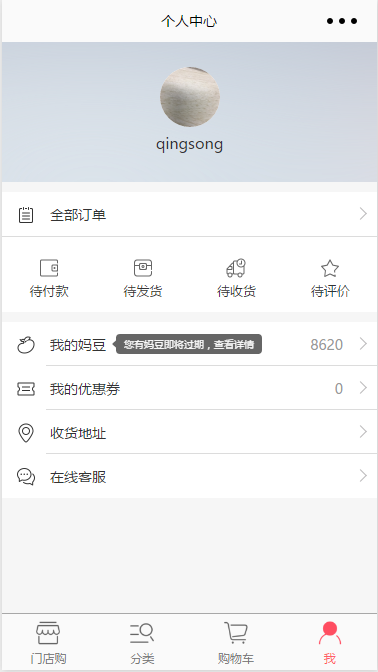 个人中心
qingsong
全部订单
待付款 待发货 待收货 待评价
我的妈豆 您有妈豆即将过期，查看详情 8620
我的优惠券 0
收货地址
在线客服
门店购 分类 购物车 我